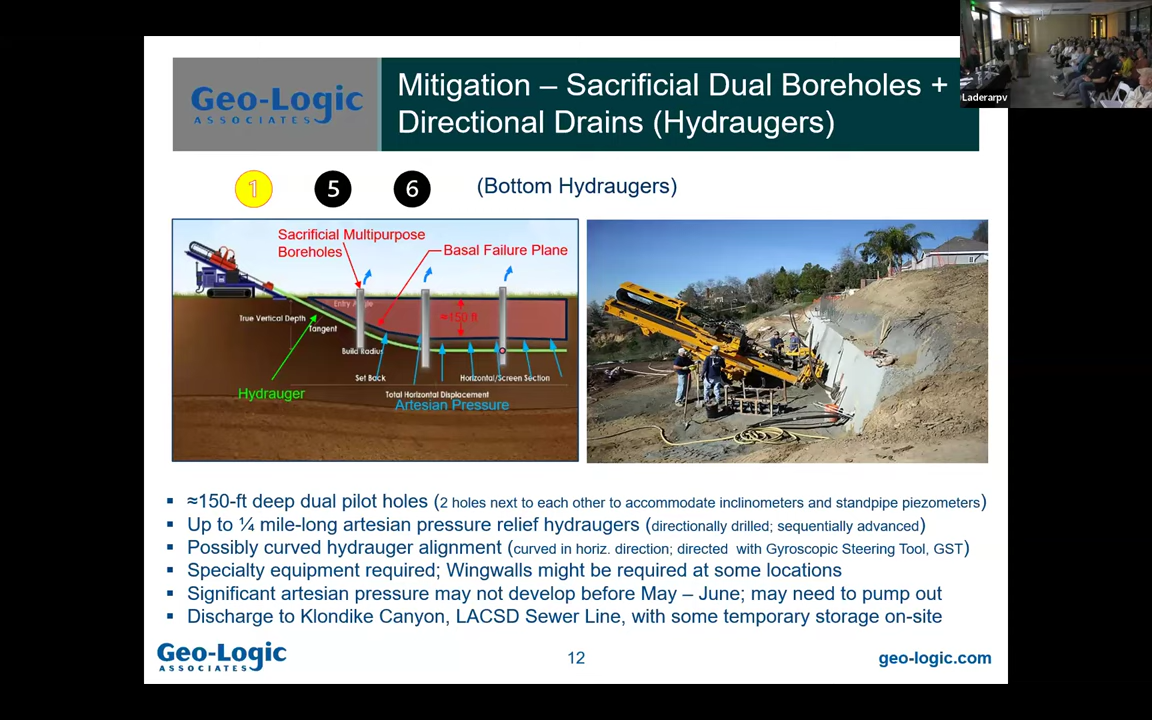 Geo-Logic
ASSOCIATES
Mitigation – Sacrificial Dual Boreholes +
Directional Drains (Hydraugers)
Laderarpv
1 5 6 (Bottom Hydraugers)
Sacrificial Multipurpose
Boreholes
Basal Failure Plane
Entry Angle
≈150 ft
True Vertical Depth
Tangent
Build Radius
Set Back
Horizontal/Screen Section
Hydrauger
Total Horizontal Displacement
Artesian Pressure
▪ ≈150-ft deep dual pilot holes (2 holes next to each other to accommodate inclinometers and standpipe piezometers)
▪ Up to ¼ mile-long artesian pressure relief hydraugers (directionally drilled; sequentially advanced)
▪ Possibly curved hydrauger alignment (curved in horiz. direction; directed with Gyroscopic Steering Tool, GST)
▪ Specialty equipment required; Wingwalls might be required at some locations
▪ Significant artesian pressure may not develop before May – June; may need to pump out
▪ Discharge to Klondike Canyon, LACSD Sewer Line, with some temporary storage on-site
Geo-Logic
ASSOCIATES
12
geo-logic.com